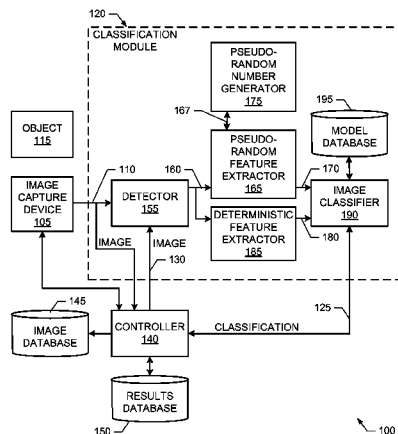 120
CLASSIFICATION
MODULE
PSEUDO-
RANDOM
NUMBER
GENERATOR
175
167
195
OBJECT
115
PSEUDO-
RANDOM
FEATURE
EXTRACTOR
165
MODEL
DATABASE
110
160
170
IMAGE
CAPTURE
DEVICE
105
DETECTOR
155
IMAGE
CLASSIFIER
190
DETERMINISTIC
FEATURE
EXTRACTOR
185
180
IMAGE
IMAGE
130
145
125
IMAGE
DATABASE
CONTROLLER
140
CLASSIFICATION
RESULTS
DATABASE
150
100